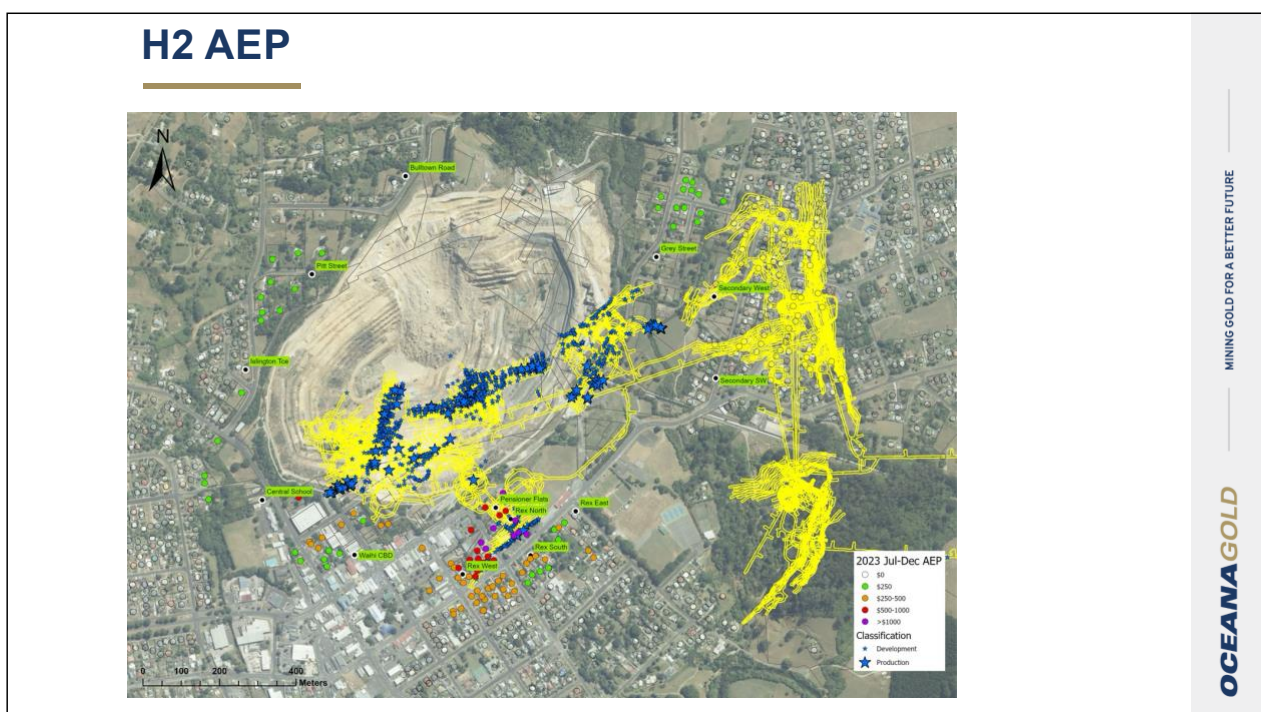 H2 AEP
N
Bulltown Road
Grey Street
Pitt Street
Secondary West
Islington Tce
Secondary SW
Central School
Pensioner Flats
Rex North
Rex East
Waihi CBD
Rex South
Rex West
2023 Jul-Dec AEP
$0
$250
$250-500
$500-1000
>$1000
Classification
Development
Production
0 100 200 400
Meters
MINING GOLD FOR A BETTER FUTURE
OCEANAGOLD